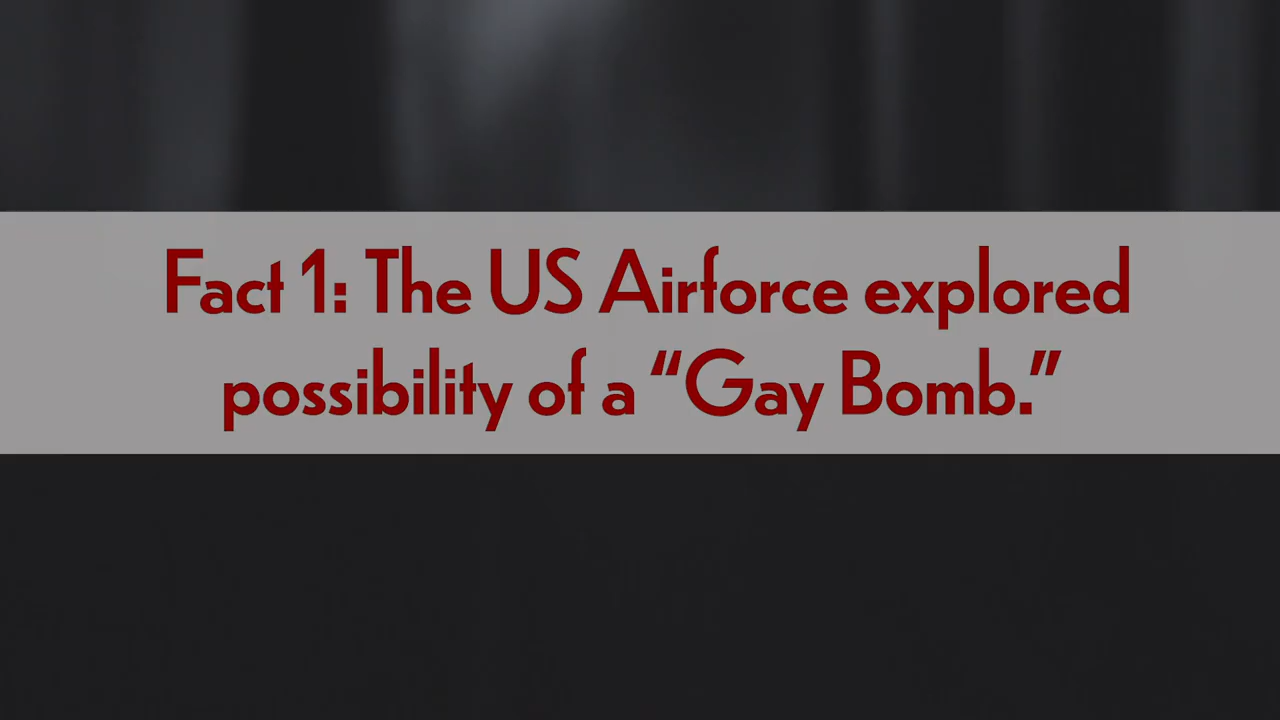 Fact 1: The US Airforce explored
possibility of a “Gay Bomb.”